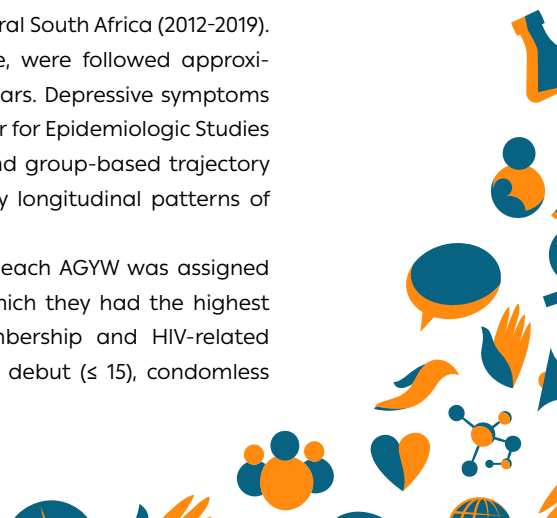 ral South Africa (2012-2019).
e, were followed approxi-
ars. Depressive symptoms
r for Epidemiologic Studies
nd group-based trajectory
y longitudinal patterns of
each AGYW was assigned
hich they had the highest
nbership and HIV-related
debut (≤ 15), condomless